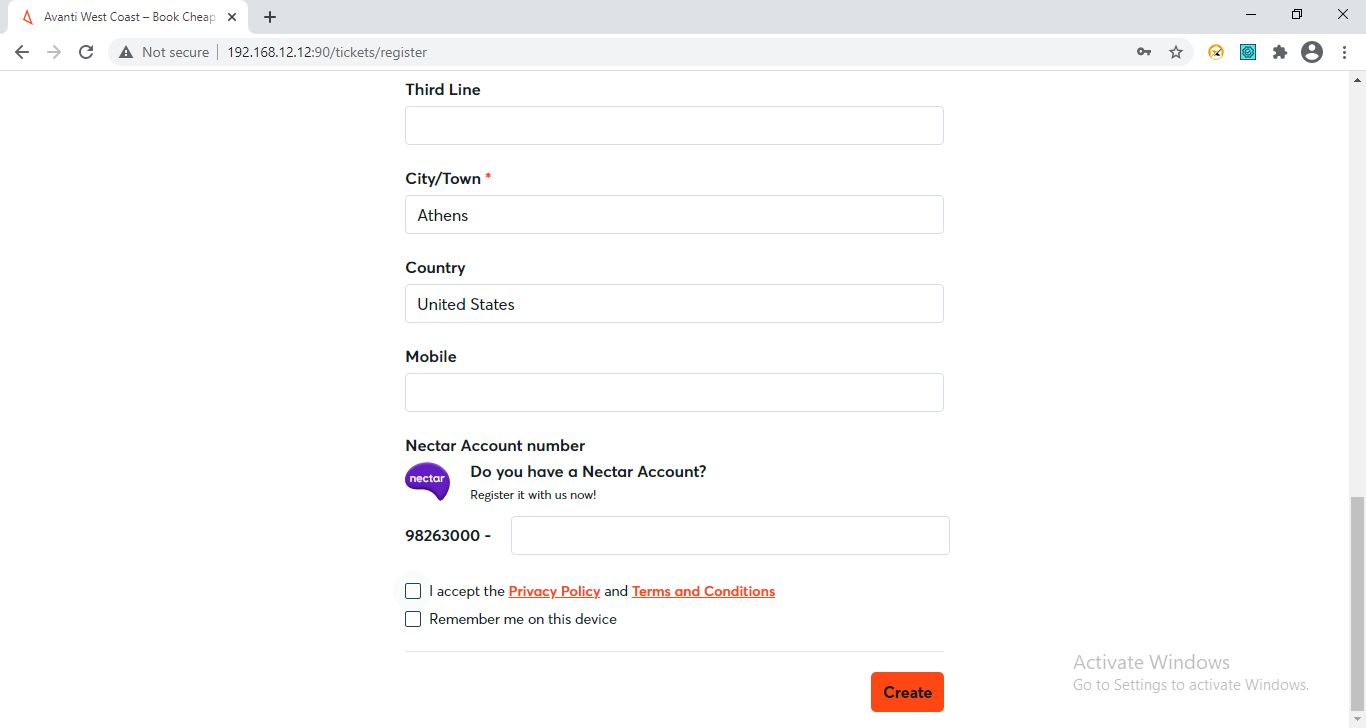 Avanti West Coast – Book Cheap
Not secure
192.168.12.12:90/tickets/register
Third Line
City/Town *
Athens
Country
United States
Mobile
Nectar Account number
nectar
Do you have a Nectar Account?
Register it with us now!
98263000 -
I accept the Privacy Policy and Terms and Conditions
Remember me on this device
Activate Windows
Go to Settings to activate Windows.
Create